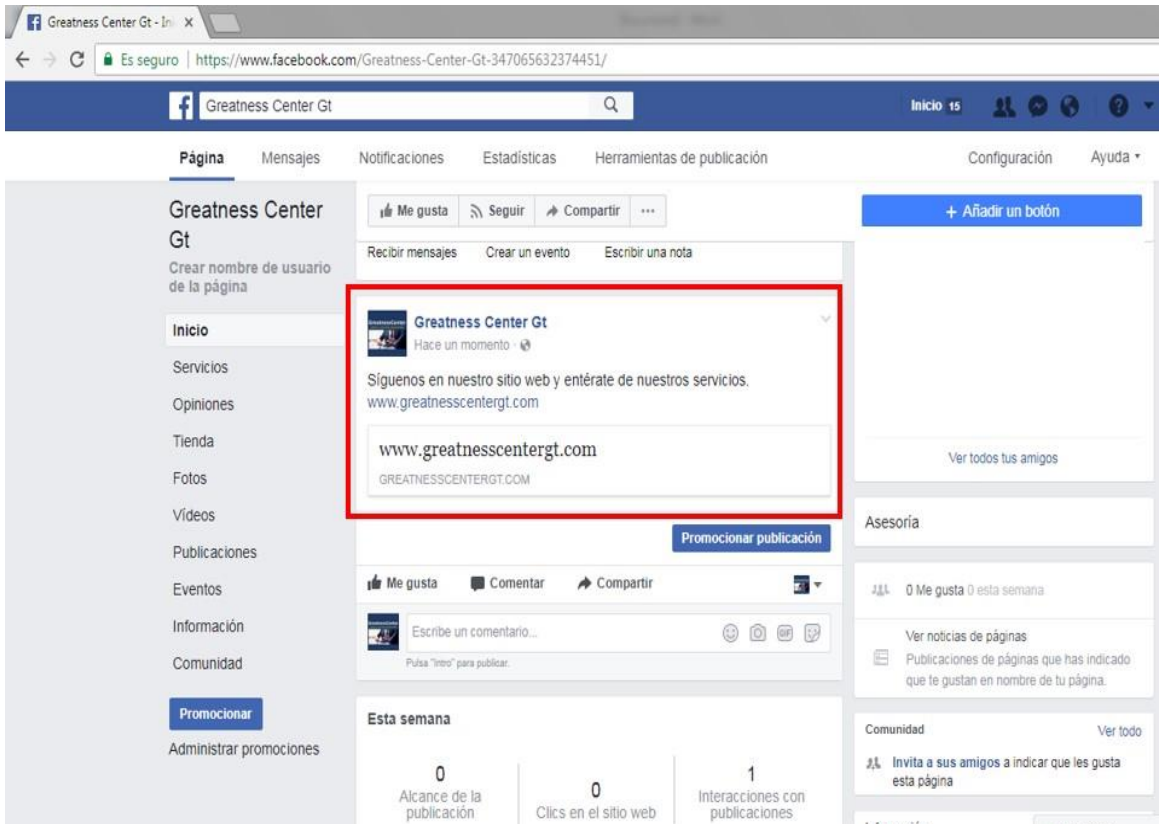 Greatness Center Gt - In
Es seguro https://www.facebook.com/Greatness-Center-Gt-347065632374451/
Greatness Center Gt
Inicio 15
Página Mensajes Notificaciones Estadísticas Herramientas de publicación Configuración Ayuda
Greatness Center
Gt
Crear nombre de usuario
de la página
Inicio
Servicios
Opiniones
Tienda
Fotos
Vídeos
Publicaciones
Eventos
Información
Comunidad
Promocionar
Administrar promociones
Me gusta Seguir Compartir ...
Recibir mensajes Crear un evento Escribir una nota
Greatness Center Gt
Hace un momento ·
Síguenos en nuestro sitio web y entérate de nuestros servicios.
www.greatnesscentergt.com
www.greatnesscentergt.com
GREATNESSCENTERGT.COM
Promocionar publicación
Me gusta Comentar Compartir
Escribe un comentario...
GIF
Pulsa "Intro" para publicar.
Esta semana
0
Alcance de la
publicación
0
Clics en el sitio web
1
Interacciones con
publicaciones
+ Añadir un botón
Ver todos tus amigos
Asesoría
0 Me gusta 0 esta semana
Ver noticias de páginas
Publicaciones de páginas que has indicado
que te gustan en nombre de tu página.
Comunidad Ver todo
Invita a sus amigos a indicar que les gusta
esta página